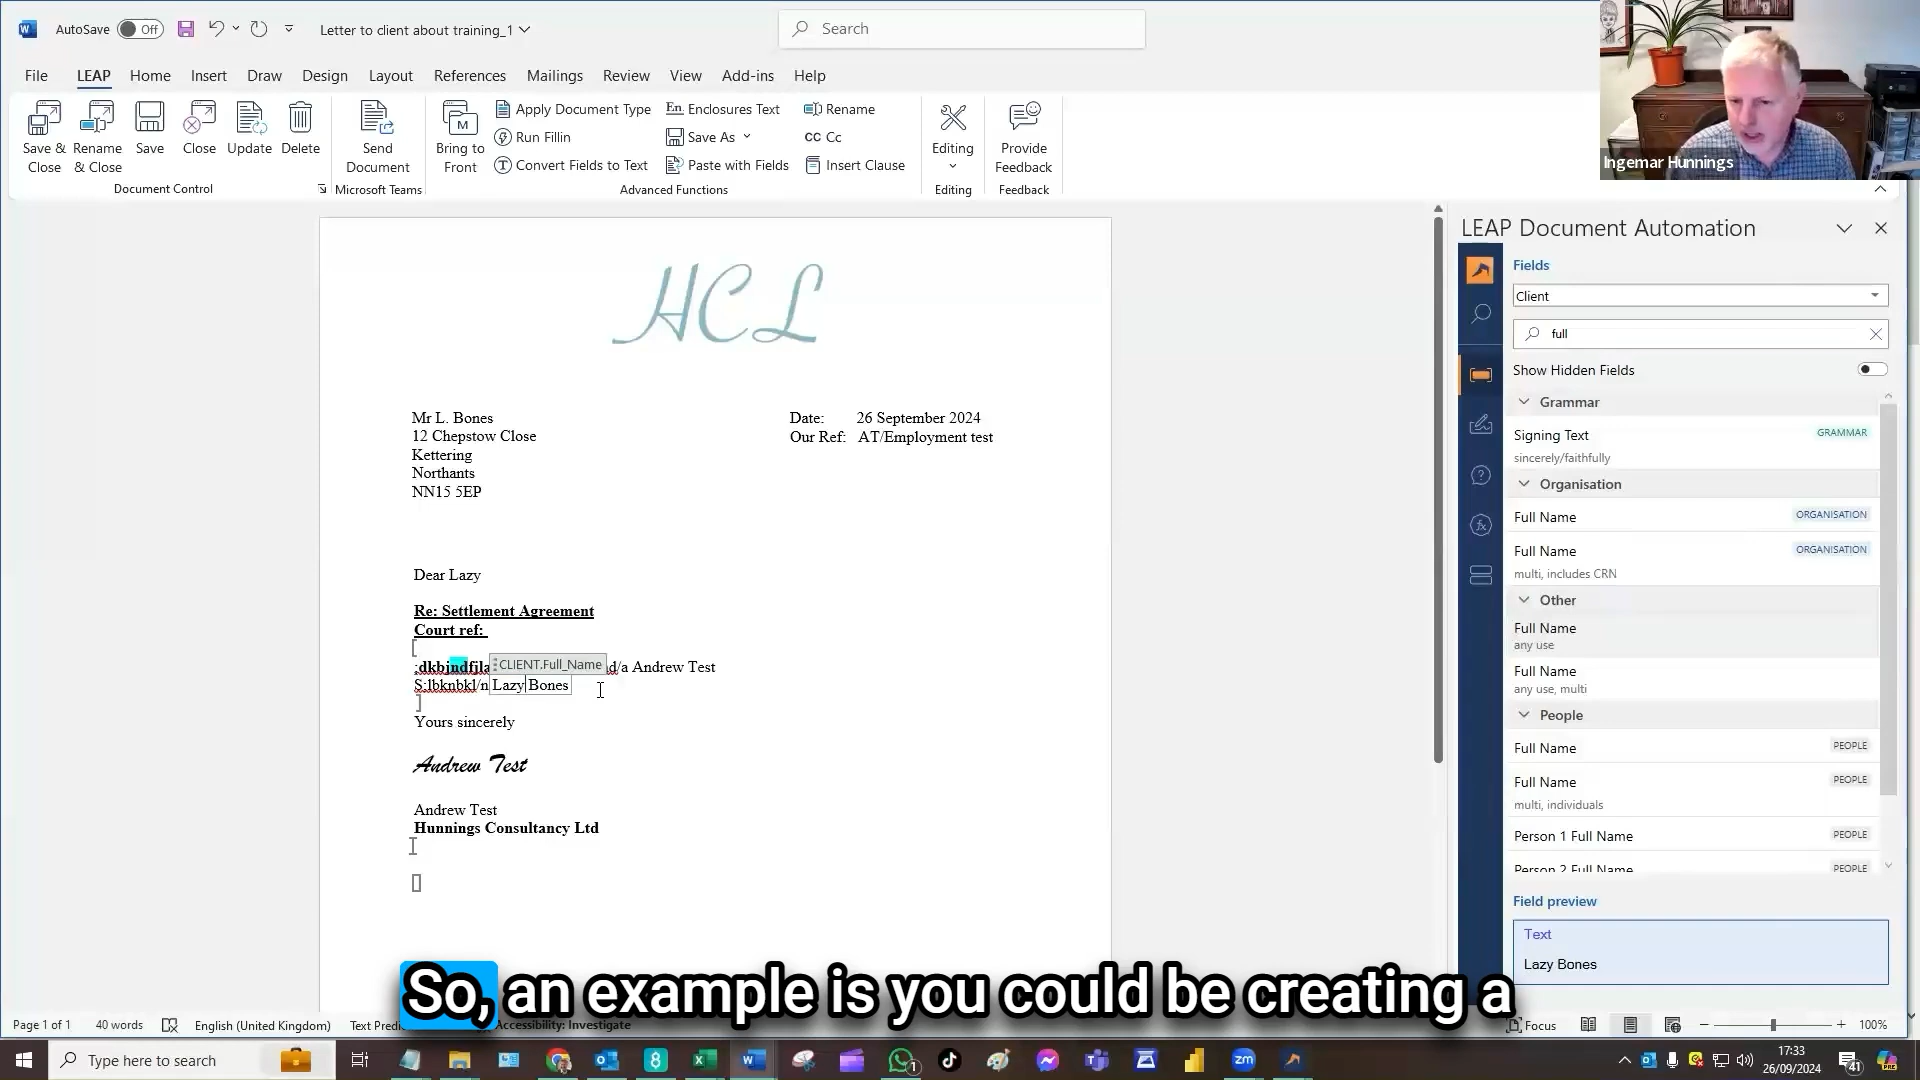 AutoSave Off
Letter to client about training_1
Search
File LEAP Home Insert Draw Design Layout References Mailings Review View Add-ins Help
Save & Close
Rename & Close
Save
Close
Update
Delete
Document Control
Send Document
Microsoft Teams
Bring to Front
Apply Document Type
Run Fillin
Convert Fields to Text
En. Enclosures Text
Save As
Paste with Fields
Rename
CC Cc
Insert Clause
Advanced Functions
Editing
Editing
Provide Feedback
Feedback
Ingemar Hunnings
HCL
Mr L. Bones
12 Chepstow Close
Kettering
Northants
NN15 5EP
Date: 26 September 2024
Our Ref: AT/Employment test
Dear Lazy
Re: Settlement Agreement
Court ref:
CLIENT.Full_Name
d/a Andrew Test
S;lbknbkl/n Lazy Bones
Yours sincerely
Andrew Test
Andrew Test
Hunnings Consultancy Ltd
LEAP Document Automation
Fields
Client
full
Show Hidden Fields
Grammar
Signing Text GRAMMAR
sincerely/faithfully
Organisation
Full Name ORGANISATION
Full Name ORGANISATION
multi, includes CRN
Other
Full Name
any use
Full Name
any use, multi
People
Full Name PEOPLE
Full Name PEOPLE
multi, individuals
Person 1 Full Name PEOPLE
Person 2 Full Name PEOPLE
Field preview
Text
Lazy Bones
So, an example is you could be creating a
Page 1 of 1 40 words English (United Kingdom) Text Predi Accessibility: Investigate Focus 100%
Type here to search
17:33
26/09/2024
41